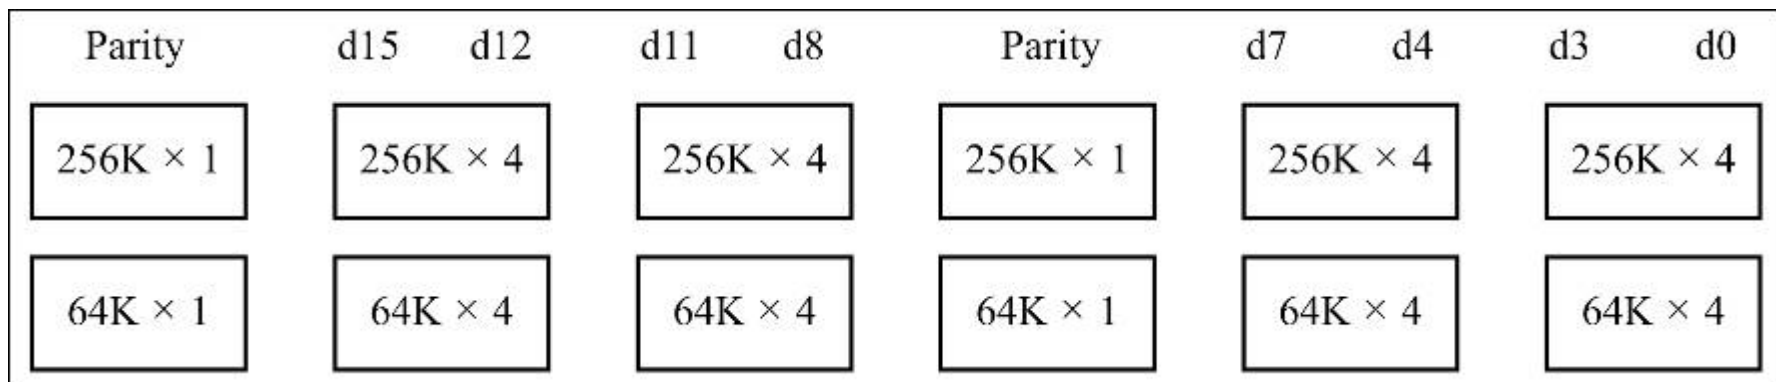 Parity d15 d12 d11 d8 Parity d7 d4 d3 d0
256K × 1 256K × 4 256K × 4 256K × 1 256K × 4 256K × 4
64K × 1 64K × 4 64K × 4 64K × 1 64K × 4 64K × 4